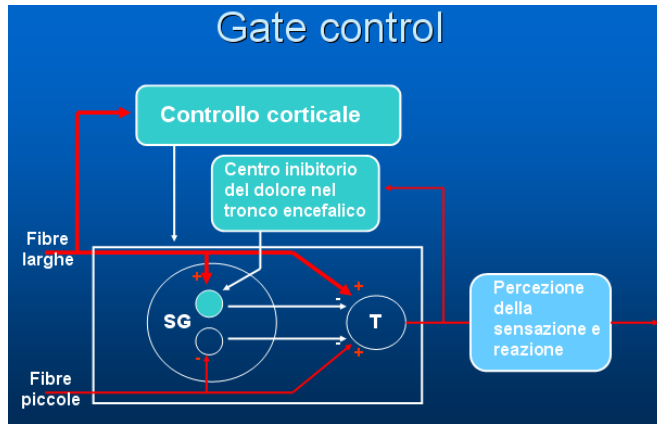 Gate control
Controllo corticale
Centro inibitorio
del dolore nel
tronco encefalico
Fibre
larghe
+
+
-
SG
T
-
-
+
Percezione
della
sensazione e
reazione
Fibre
piccole